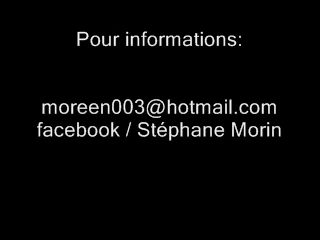 Pour informations:
moreen003@hotmail.com
facebook / Stéphane Morin